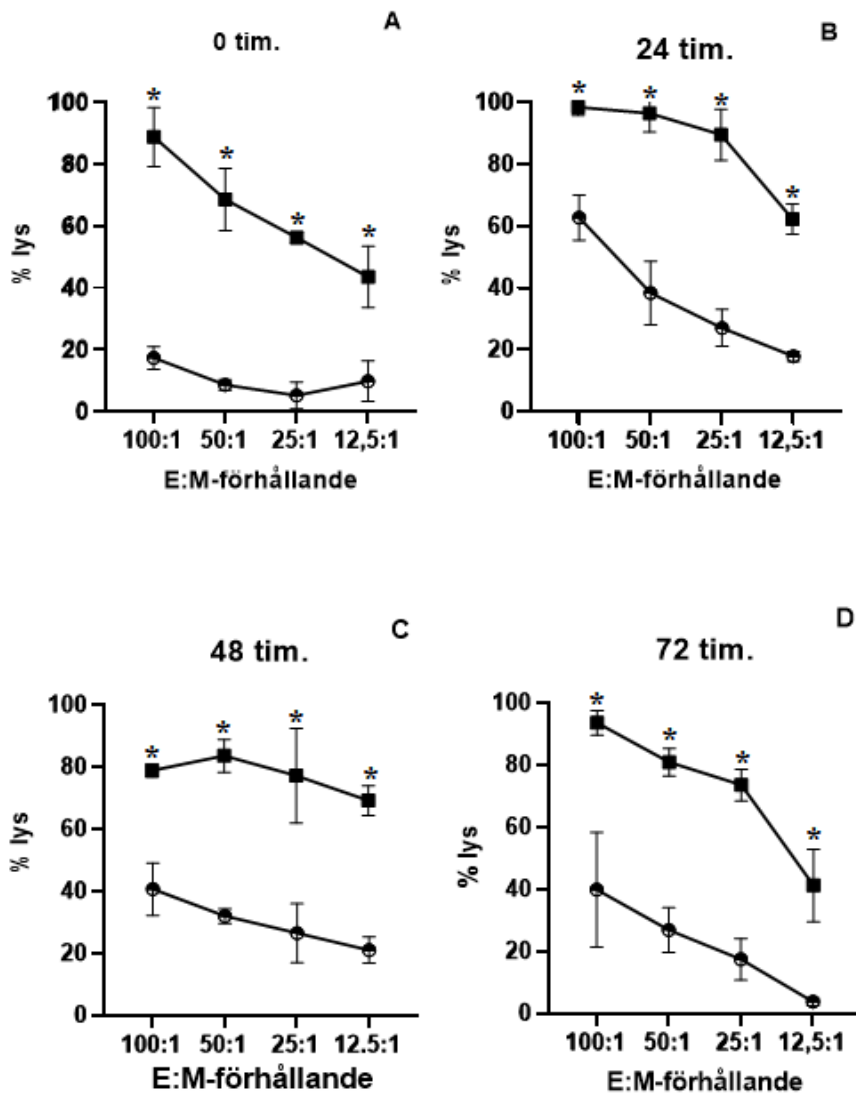 A
0 tim.
* * * *
100
80
60
40
20
0
% lys
100:1 50:1 25:1 12,5:1
E:M-förhållande
B
24 tim.
* * * *
100
80
60
40
20
0
% lys
100:1 50:1 25:1 12,5:1
E:M-förhållande
C
48 tim.
* * * *
100
80
60
40
20
0
% lys
100:1 50:1 25:1 12.5:1
E:M-förhållande
D
72 tim.
* * * *
100
80
60
40
20
0
% lys
100:1 50:1 25:1 12,5:1
E:M-förhållande